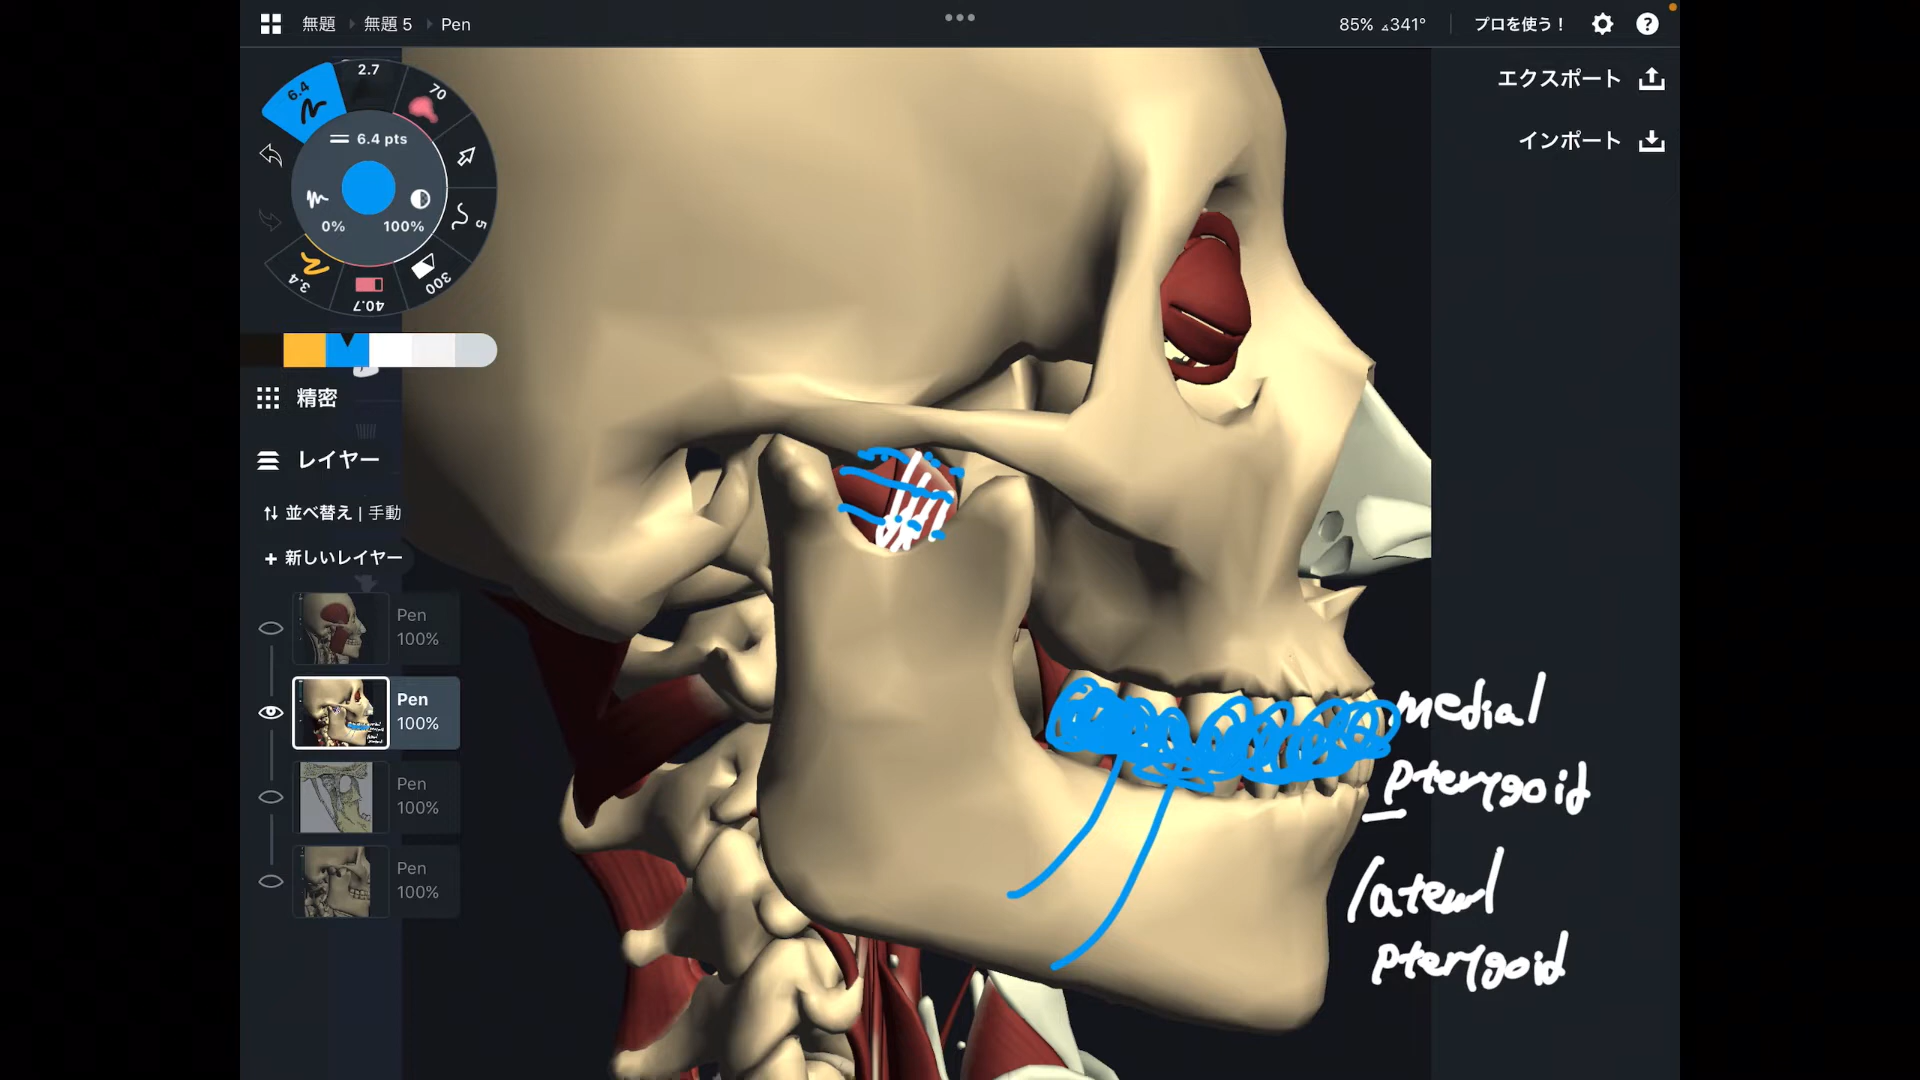 無題 無題 5 Pen
85% ⊿341° プロを使う！
エクスポート
インポート
6.4
2.7
70
6.4 pts
0%
100%
5
300
40.7
3.4
精密
レイヤー
並べ替え | 手動
+ 新しいレイヤー
Pen
100%
Pen
100%
Pen
100%
Pen
100%
medial
pterygoid
lateral
pterygoid